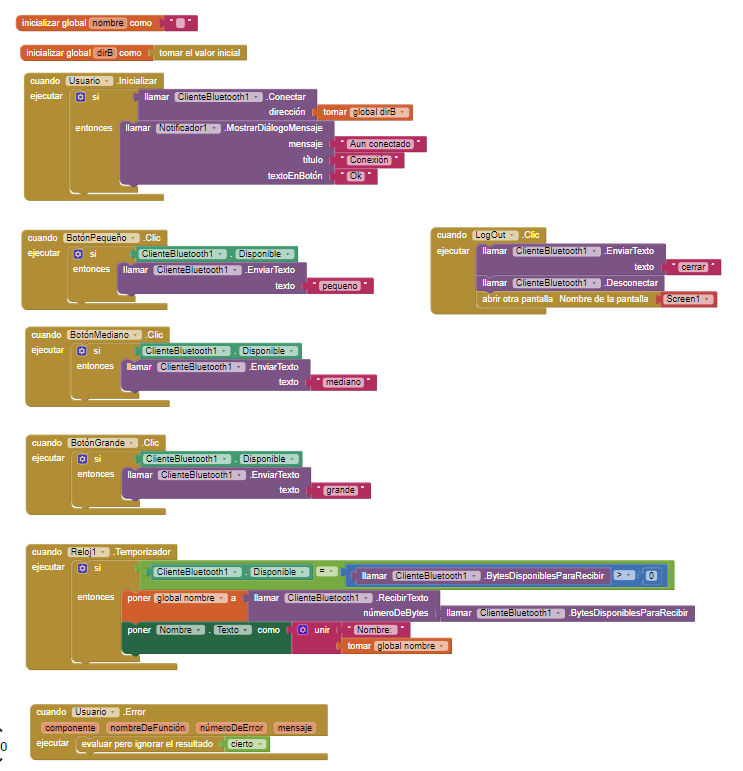 inicializar global nombre como " "
inicializar global dirB como tomar el valor inicial
cuando Usuario .Inicializar
ejecutar si llamar ClienteBluetooth1 .Conectar
dirección tomar global dirB
entonces llamar Notificador1 .MostrarDiálogoMensaje
mensaje " Aun conectado "
título " Conexión "
textoEnBotón " Ok "
cuando BotónPequeño .Clic
ejecutar si ClienteBluetooth1 . Disponible
entonces llamar ClienteBluetooth1 .EnviarTexto
texto " pequeno "
cuando LogOut .Clic
ejecutar llamar ClienteBluetooth1 .EnviarTexto
texto " cerrar "
llamar ClienteBluetooth1 .Desconectar
abrir otra pantalla Nombre de la pantalla Screen1
cuando BotónMediano .Clic
ejecutar si ClienteBluetooth1 . Disponible
entonces llamar ClienteBluetooth1 .EnviarTexto
texto " mediano "
cuando BotónGrande .Clic
ejecutar si ClienteBluetooth1 . Disponible
entonces llamar ClienteBluetooth1 .EnviarTexto
texto " grande "
cuando Reloj1 .Temporizador
ejecutar si ClienteBluetooth1 . Disponible = llamar ClienteBluetooth1 .BytesDisponiblesParaRecibir > 0
entonces poner global nombre a llamar ClienteBluetooth1 .RecibirTexto
númeroDeBytes llamar ClienteBluetooth1 .BytesDisponiblesParaRecibir
poner Nombre . Texto como unir " Nombre: "
tomar global nombre
cuando Usuario .Error
componente nombreDeFunción númeroDeError mensaje
ejecutar evaluar pero ignorar el resultado cierto
0